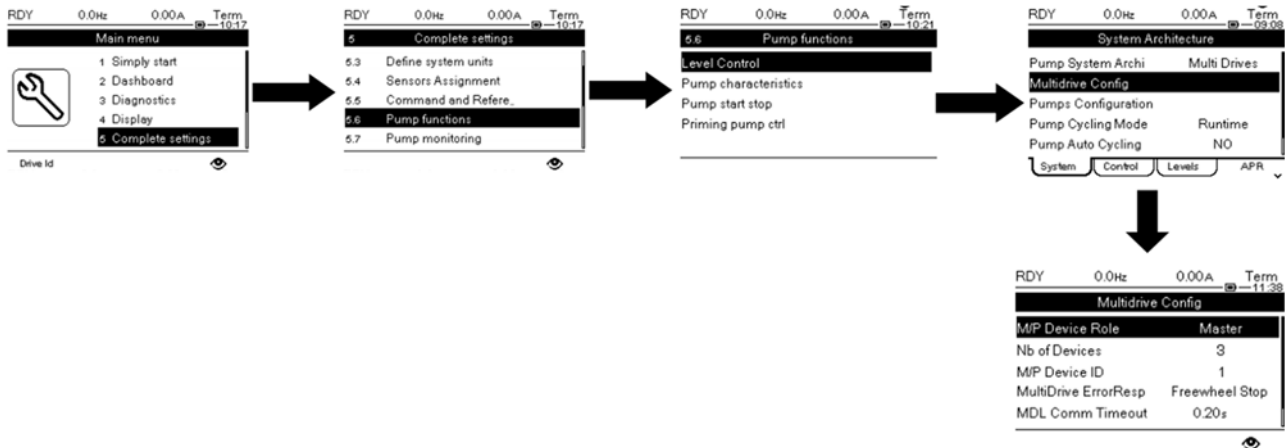 RDY 0.0Hz 0.00A Term
10:17
Main menu
1 Simply start
2 Dashboard
3 Diagnostics
4 Display
5 Complete settings
Drive Id
RDY 0.0Hz 0.00A Term
10:17
5 Complete settings
5.3 Define system units
5.4 Sensors Assignment
5.5 Command and Refere_
5.6 Pump functions
5.7 Pump monitoring
RDY 0.0Hz 0.00A Term
10:21
5.6 Pump functions
Level Control
Pump characteristics
Pump start stop
Priming pump ctrl
RDY 0.0Hz 0.00A Term
09:08
System Architecture
Pump System Archi Multi Drives
Multidrive Config
Pumps Configuration
Pump Cycling Mode Runtime
Pump Auto Cycling NO
System Control Levels APR
RDY 0.0Hz 0.00A Term
11:38
Multidrive Config
M/P Device Role Master
Nb of Devices 3
M/P Device ID 1
MultiDrive ErrorResp Freewheel Stop
MDL Comm Timeout 0.20s